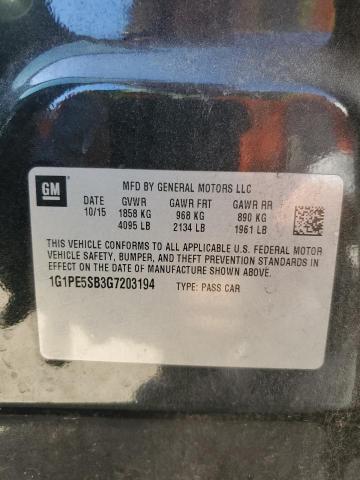 GM
MFD BY GENERAL MOTORS LLC
DATE GVWR GAWR FRT GAWR RR
10/15 1858 KG 968 KG 890 KG
4095 LB 2134 LB 1961 LB
THIS VEHICLE CONFORMS TO ALL APPLICABLE U.S. FEDERAL MOTOR
VEHICLE SAFETY, BUMPER, AND THEFT PREVENTION STANDARDS IN
EFFECT ON THE DATE OF MANUFACTURE SHOWN ABOVE.
1G1PE5SB3G7203194 TYPE: PASS CAR